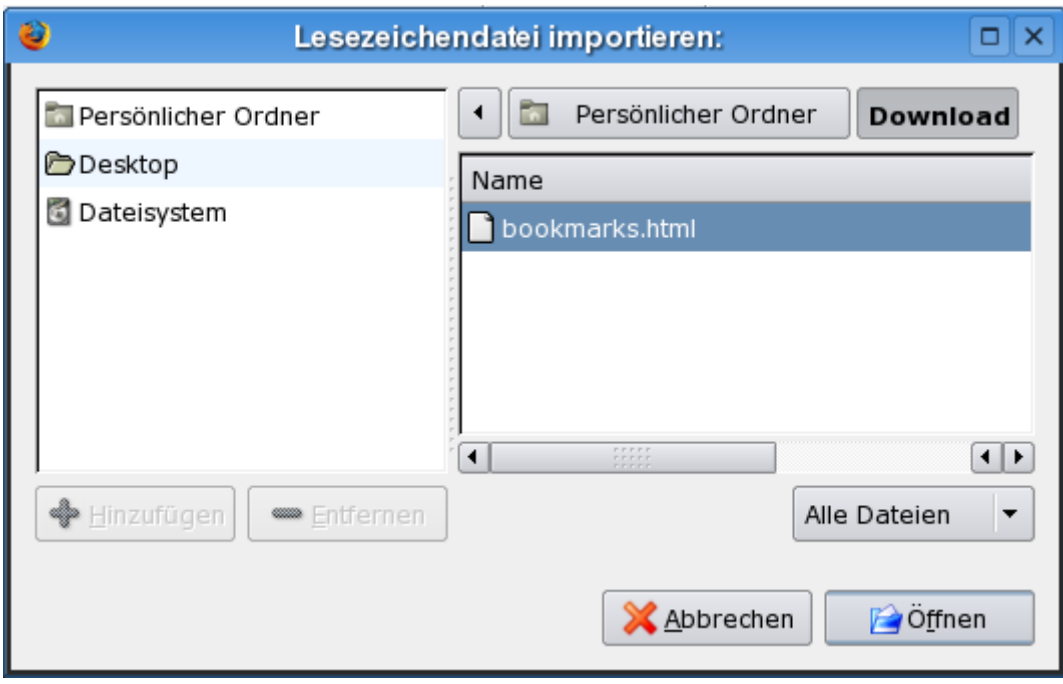 Lesezeichendatei importieren:
Persönlicher Ordner
Desktop
Dateisystem
Persönlicher Ordner Download
Name
bookmarks.html
Hinzufügen Entfernen
Alle Dateien
Abbrechen Öffnen